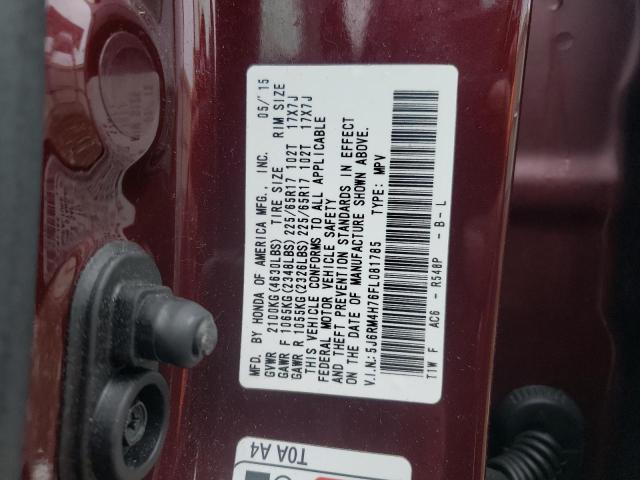 MFD. BY HONDA OF AMERICA MFG., INC. 05/'15
GVWR 2100KG(4630LBS) TIRE SIZE RIM SIZE
GAWR F 1065KG(2348LBS) 225/65R17 102T 17X7J
GAWR R 1055KG(2326LBS) 225/65R17 102T 17X7J
THIS VEHICLE CONFORMS TO ALL APPLICABLE
FEDERAL MOTOR VEHICLE SAFETY
AND THEFT PREVENTION STANDARDS IN EFFECT
ON THE DATE OF MANUFACTURE SHOWN ABOVE.
V.I.N.: 5J6RM4H76FL081785 TYPE: MPV
T1W F AC6 - R548P - B - L
T0A A4